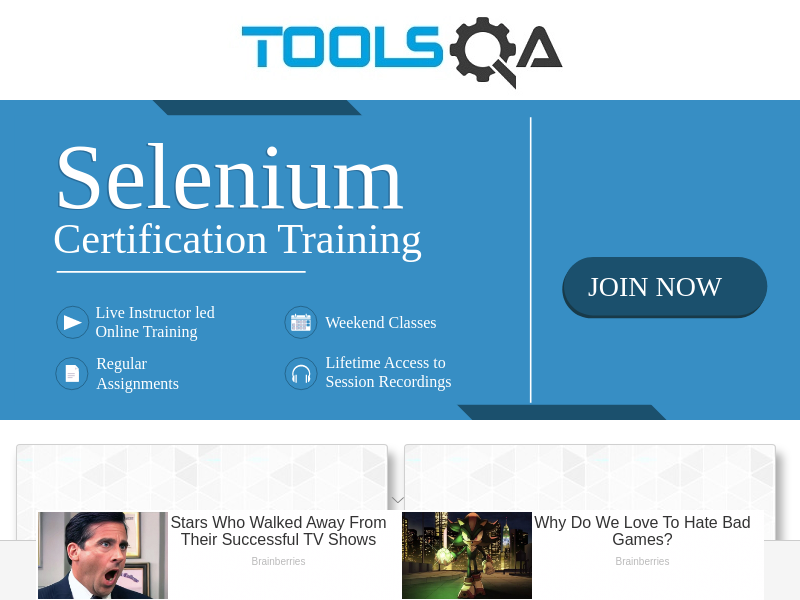 TOOLSQA
Selenium
Certification Training
JOIN NOW
Live Instructor led
Online Training
Weekend Classes
Regular
Assignments
Lifetime Access to
Session Recordings
Stars Who Walked Away From
Their Successful TV Shows
Brainberries
Why Do We Love To Hate Bad
Games?
Brainberries